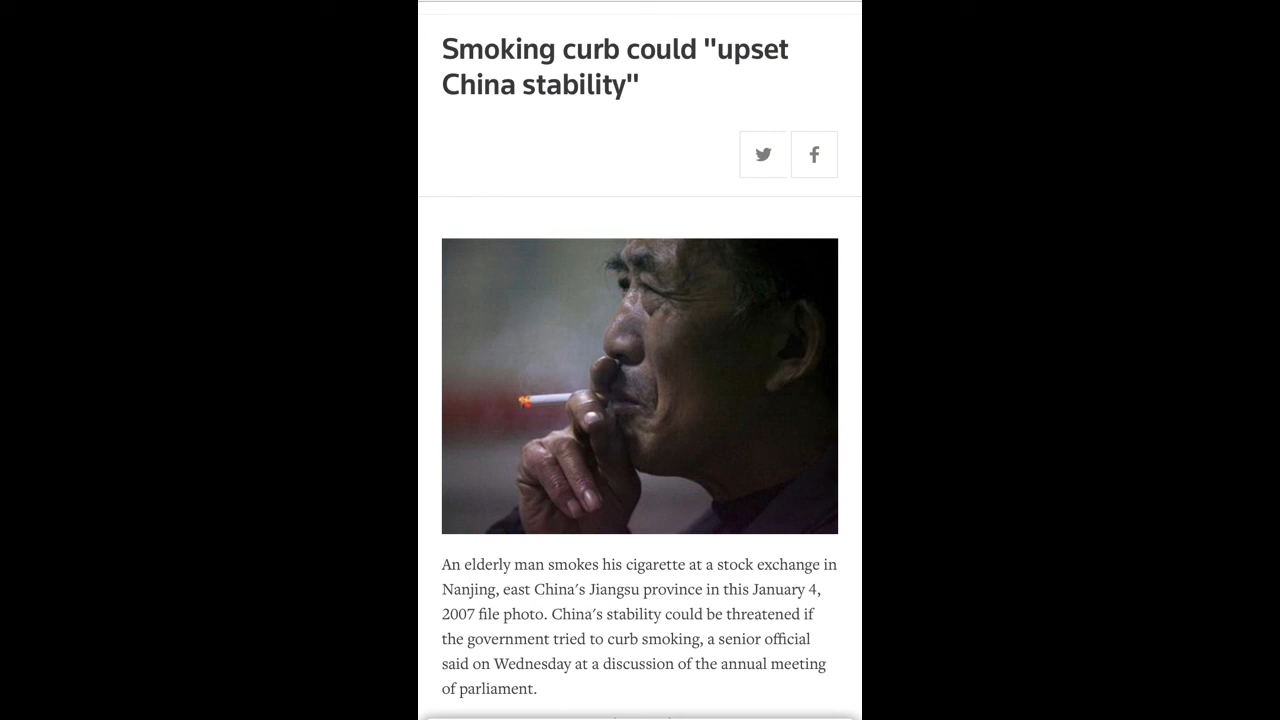 Smoking curb could "upset
China stability"
An elderly man smokes his cigarette at a stock exchange in
Nanjing, east China's Jiangsu province in this January 4,
2007 file photo. China's stability could be threatened if
the government tried to curb smoking, a senior official
said on Wednesday at a discussion of the annual meeting
of parliament.